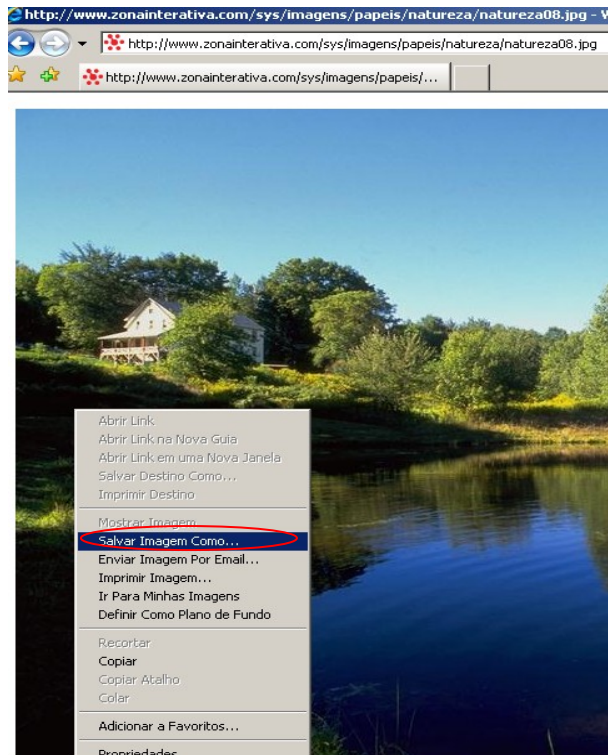 http://www.zonainterativa.com/sys/imagens/papeis/natureza/natureza08.jpg - W
http://www.zonainterativa.com/sys/imagens/papeis/natureza/natureza08.jpg
http://www.zonainterativa.com/sys/imagens/papeis/...
Abrir Link
Abrir Link na Nova Guia
Abrir Link em uma Nova Janela
Salvar Destino Como...
Imprimir Destino
Mostrar Imagem
Salvar Imagem Como...
Enviar Imagem Por Email...
Imprimir Imagem...
Ir Para Minhas Imagens
Definir Como Plano de Fundo
Recortar
Copiar
Copiar Atalho
Colar
Adicionar a Favoritos...
Propriedades